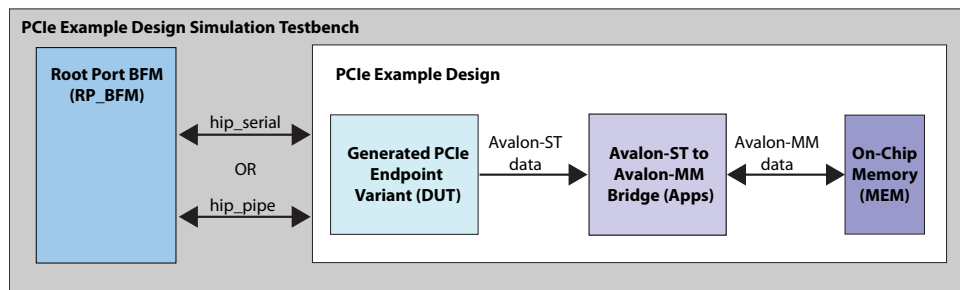 PCIe Example Design Simulation Testbench
Root Port BFM
(RP_BFM)
hip_serial
OR
hip_pipe
PCIe Example Design
Generated PCIe
Endpoint
Variant (DUT)
Avalon-ST
data
Avalon-ST to
Avalon-MM
Bridge (Apps)
Avalon-MM
data
On-Chip
Memory
(MEM)